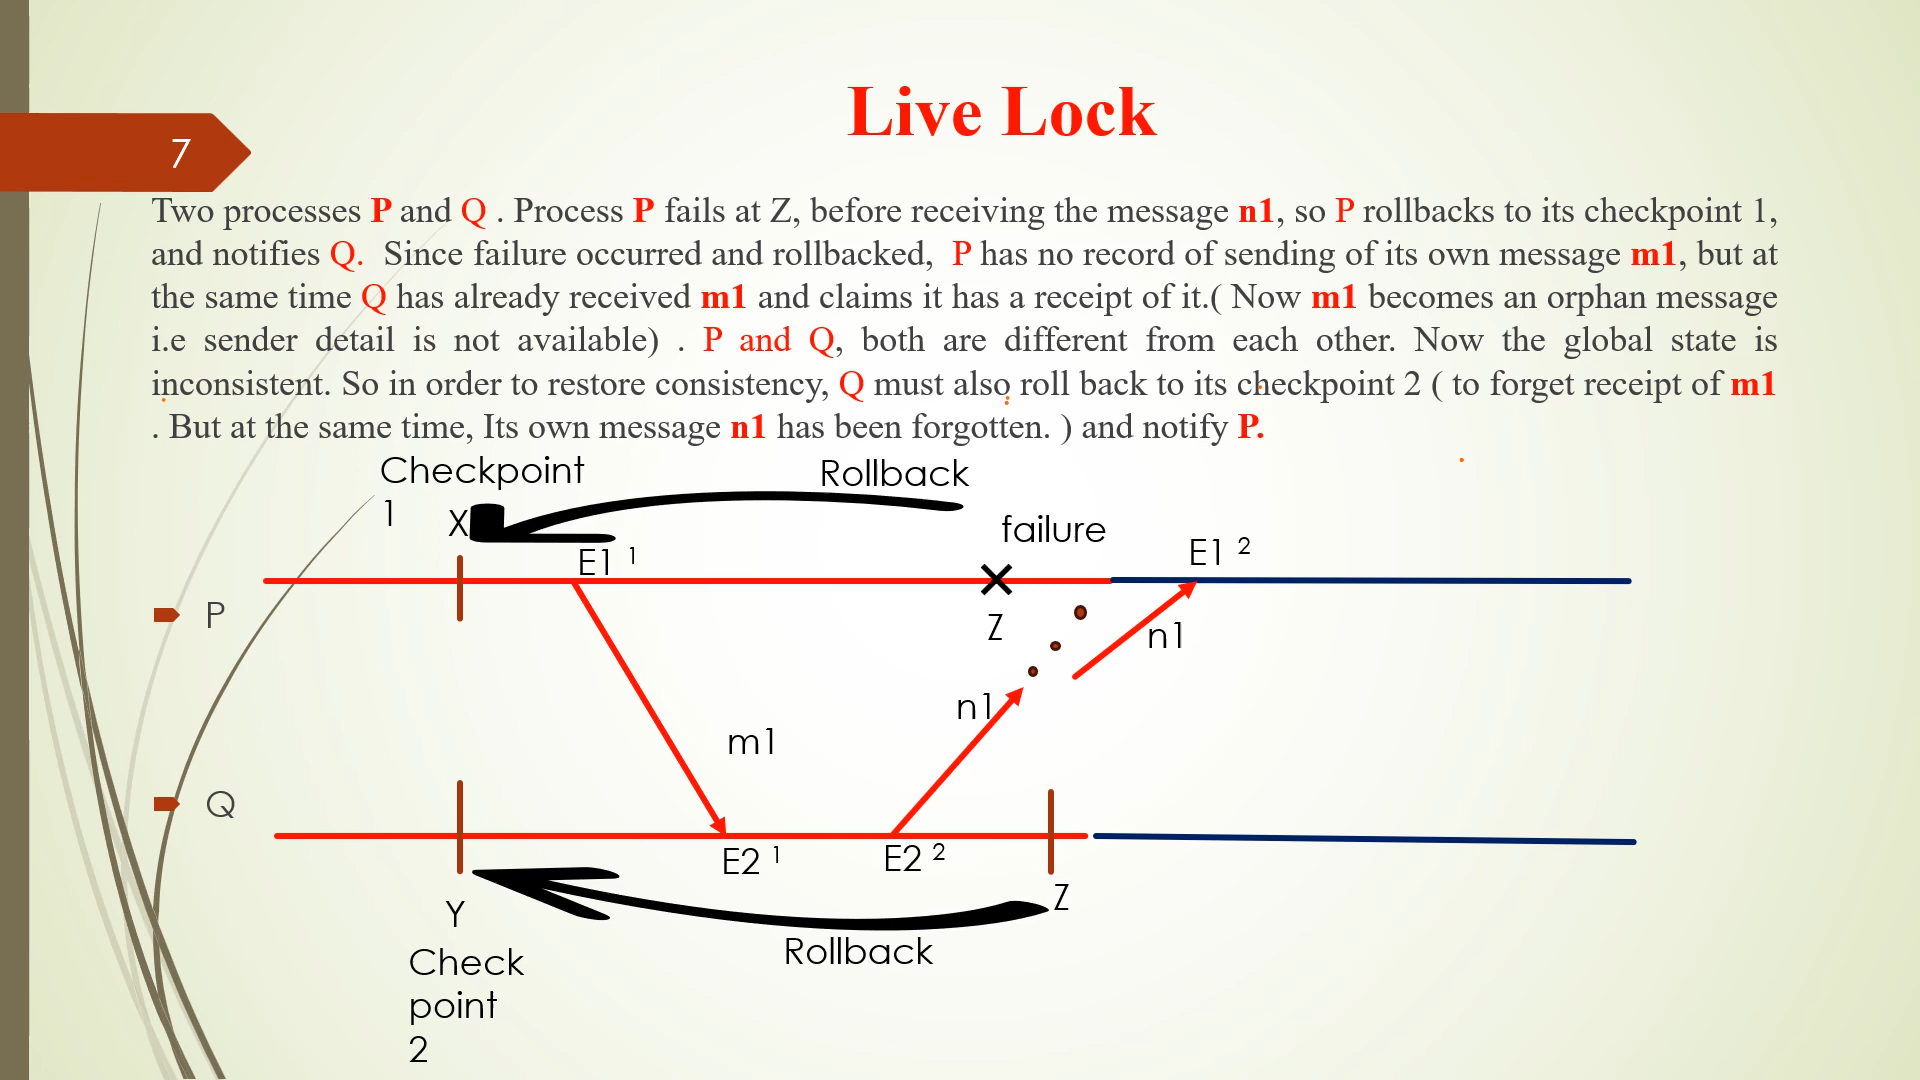 Live Lock
7
Two processes P and Q . Process P fails at Z, before receiving the message n1, so P rollbacks to its checkpoint 1,
and notifies Q. Since failure occurred and rollbacked, P has no record of sending of its own message m1, but at
the same time Q has already received m1 and claims it has a receipt of it.( Now m1 becomes an orphan message
i.e sender detail is not available) . P and Q, both are different from each other. Now the global state is
inconsistent. So in order to restore consistency, Q must also roll back to its checkpoint 2 ( to forget receipt of m1
. But at the same time, Its own message n1 has been forgotten. ) and notify P.
Checkpoint
1
Rollback
X
failure
E1 1
E1 2
P
Z
n1
n1
m1
Q
E2 1
E2 2
Z
Y
Rollback
Check
point
2